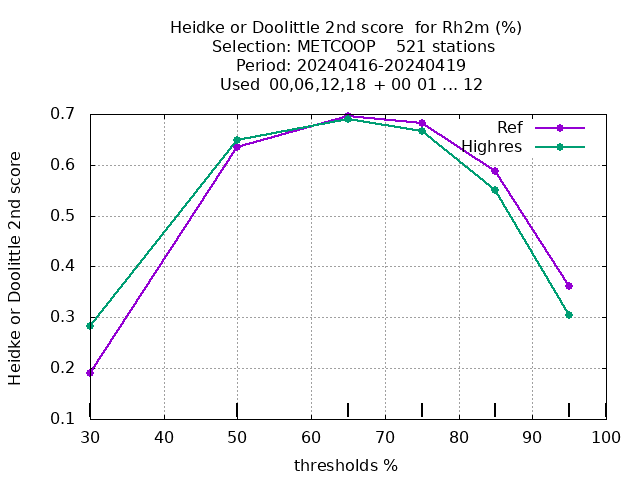 Heidke or Doolittle 2nd score  for Rh2m (%)
Selection: METCOOP    521 stations
Period: 20240416-20240419
Used  00,06,12,18  + 00 01 ... 12
Ref
Highres
0.7
0.6
0.5
0.4
0.3
0.2
0.1
Heidke or Doolittle 2nd score
30 40 50 60 70 80 90 100
thresholds %